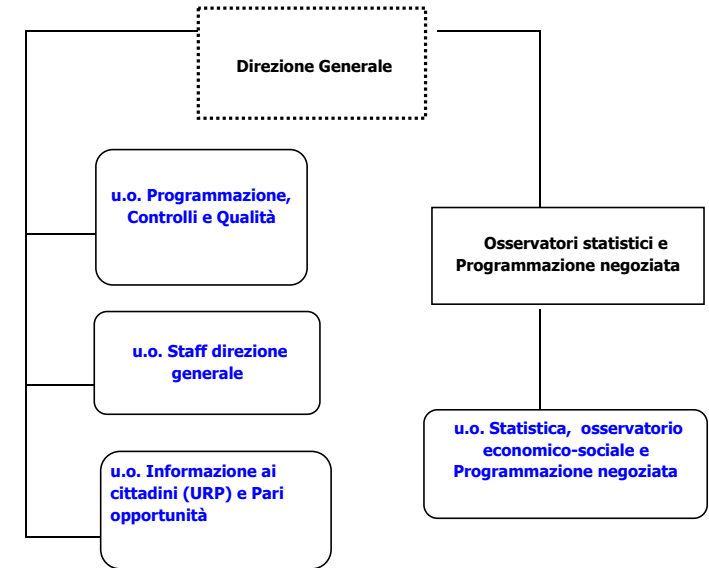 Direzione Generale
u.o. Programmazione,
Controlli e Qualità
Osservatori statistici e
Programmazione negoziata
u.o. Staff direzione
generale
u.o. Statistica, osservatorio
economico-sociale e
Programmazione negoziata
u.o. Informazione ai
cittadini (URP) e Pari
opportunità